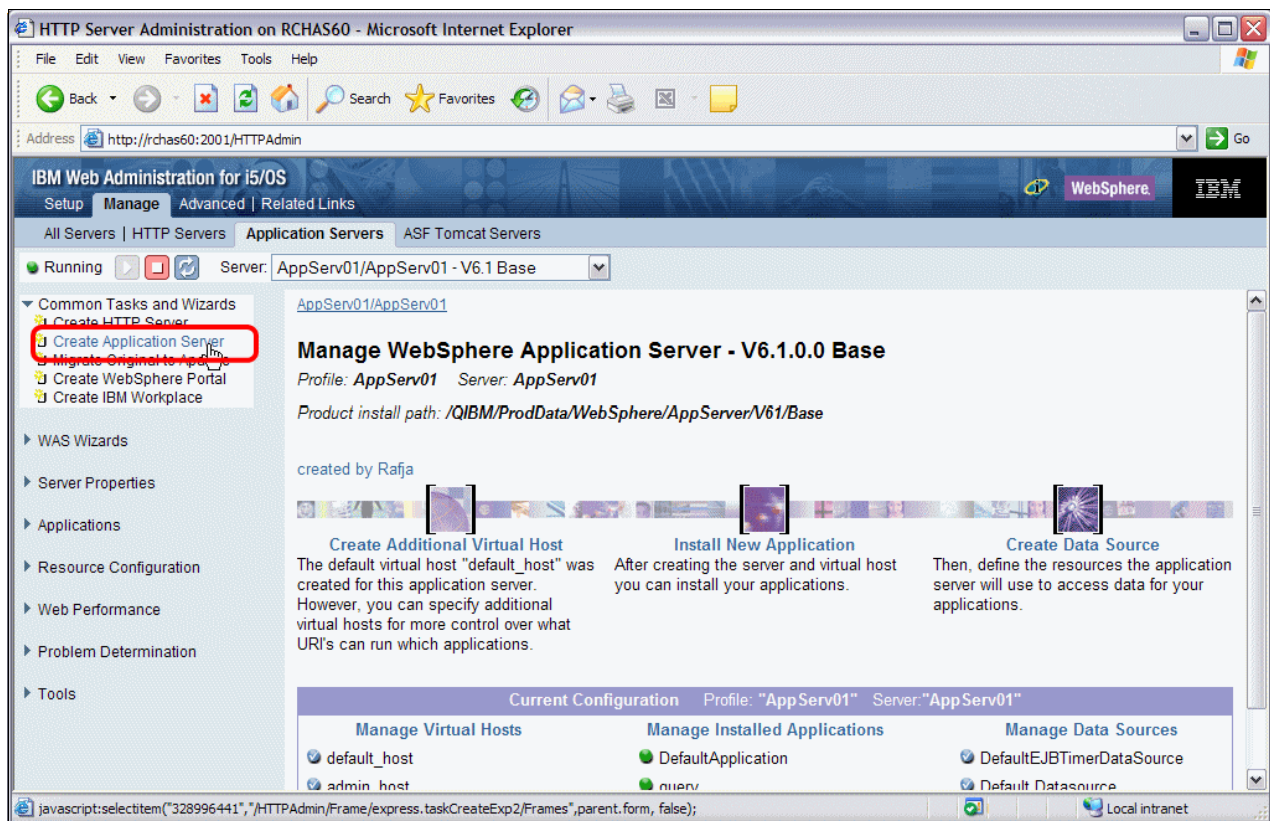 HTTP Server Administration on RCHAS60 - Microsoft Internet Explorer
File Edit View Favorites Tools Help
Back Search Favorites
Address http://rchas60:2001/HTTPAdmin Go
IBM Web Administration for i5/OS
WebSphere. IBM
Setup Manage Advanced | Related Links
All Servers | HTTP Servers Application Servers ASF Tomcat Servers
Running Server: AppServ01/AppServ01 - V6.1 Base
Common Tasks and Wizards
Create HTTP Server
Create Application Server
Migrate Original to Apache
Create WebSphere Portal
Create IBM Workplace
WAS Wizards
Server Properties
Applications
Resource Configuration
Web Performance
Problem Determination
Tools
AppServ01/AppServ01
Manage WebSphere Application Server - V6.1.0.0 Base
Profile: AppServ01 Server: AppServ01
Product install path: /QIBM/ProdData/WebSphere/AppServer/V61/Base
created by Rafja
Create Additional Virtual Host
The default virtual host "default_host" was
created for this application server.
However, you can specify additional
virtual hosts for more control over what
URI's can run which applications.
Install New Application
After creating the server and virtual host
you can install your applications.
Create Data Source
Then, define the resources the application
server will use to access data for your
applications.
Current Configuration Profile: "AppServ01" Server:"AppServ01"
Manage Virtual Hosts
default_host
admin_host
Manage Installed Applications
DefaultApplication
query
Manage Data Sources
DefaultEJBTimerDataSource
Default Datasource
javascript:selectitem("328996441","/HTTPAdmin/Frame/express.taskCreateExp2/Frames",parent.form, false);
Local intranet